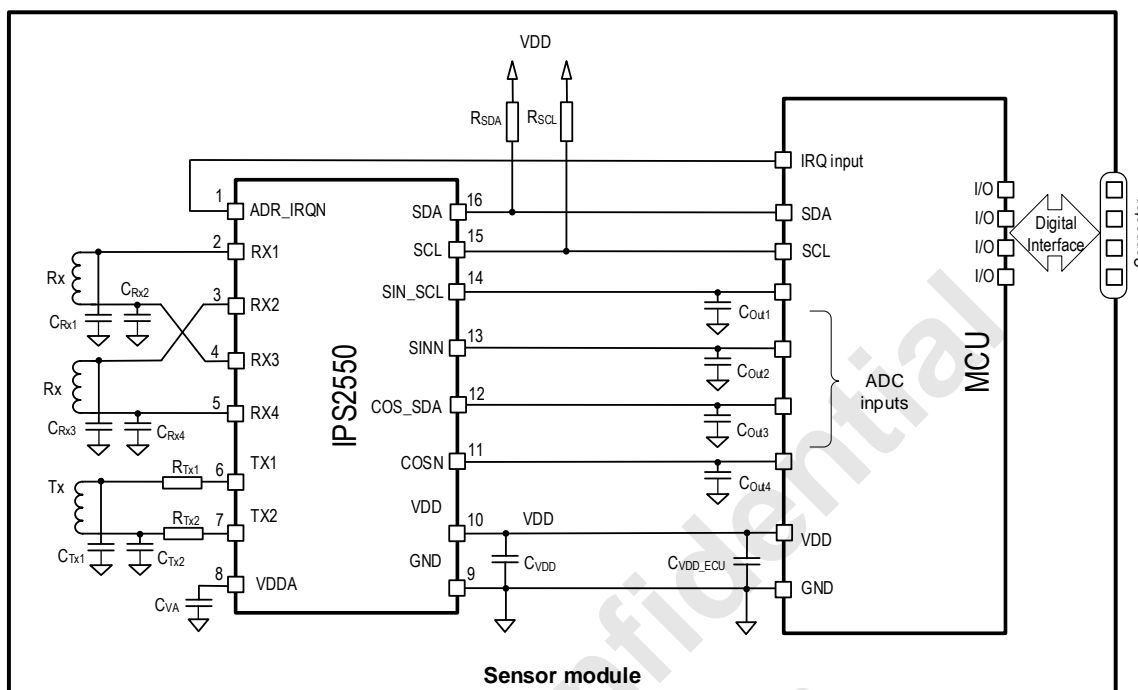 VDD
RSDA
RSCL
IRQ input
1
ADR_IRQN
SDA
16
SDA
I/O
I/O
I/O
I/O
Digital
Interface
2
RX1
SCL
15
SCL
Rx
CRx2
CRx1
3
RX2
SIN_SCL
14
COut1
4
RX3
SINN
13
COut2
Rx
CRx3
CRx4
5
RX4
COS_SDA
12
COut3
ADC
inputs
IPS2550
MCU
TX1
6
RTx1
COSN
11
COut4
Tx
TX2
7
RTx2
CTx1
CTx2
VDD
10
VDD
VDD
CVDD
CVDD_ECU
8
VDDA
CVA
GND
9
GND
Sensor module
nfidential